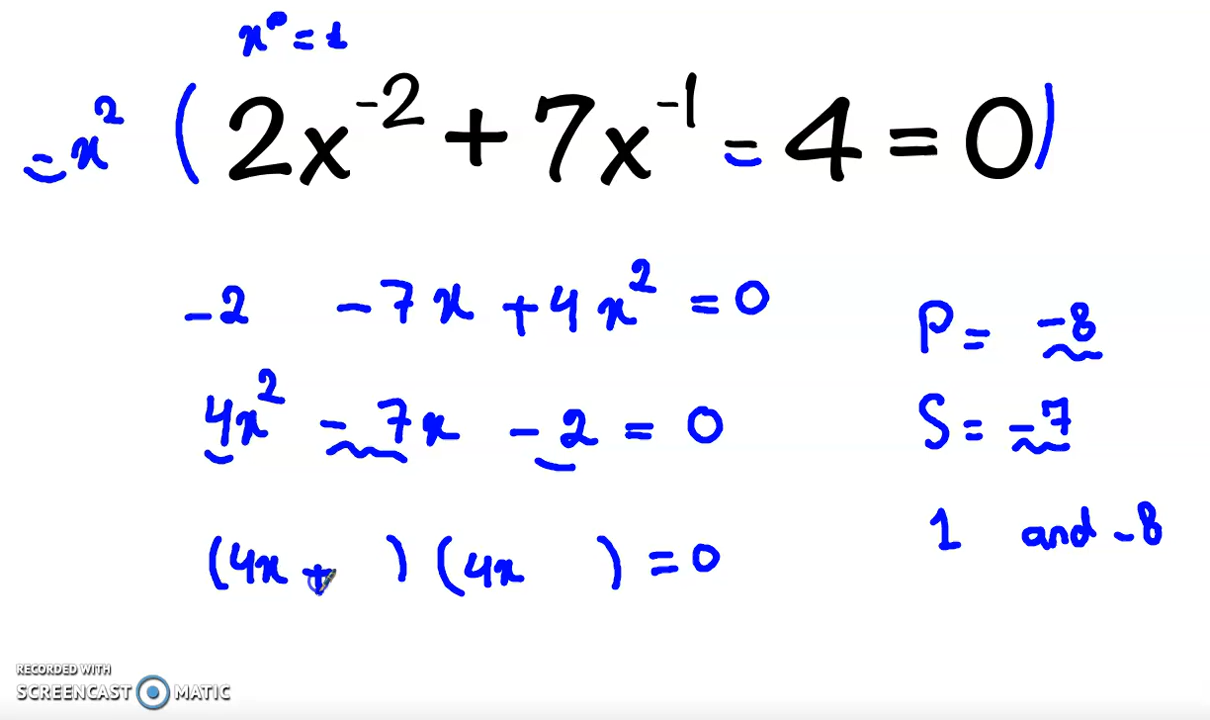 x⁰ = 1
= x² ( 2x⁻² + 7x⁻¹ = 4 = 0 )
-2 -7x + 4x² = 0
P = -8
4x² - 7x - 2 = 0
S = -7
1 and -8
(4x + ) (4x ) = 0
RECORDED WITH
SCREENCAST MATIC